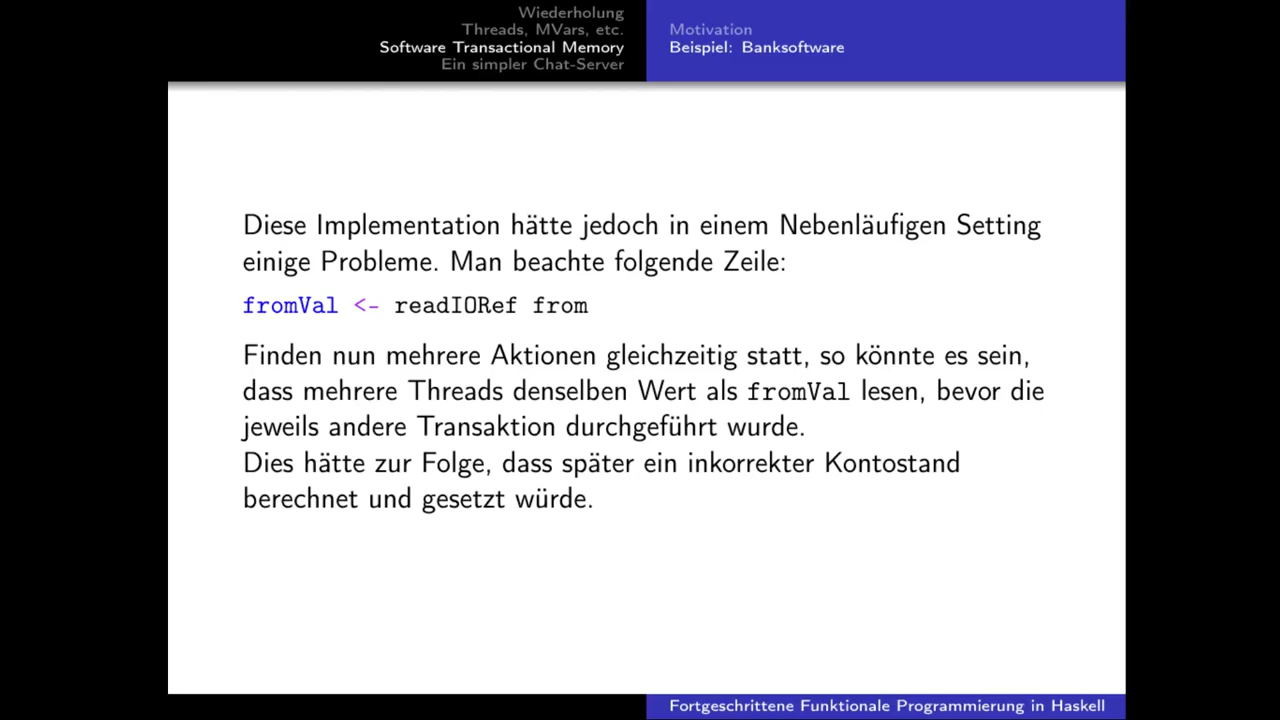 Wiederholung
Threads, MVars, etc.
Software Transactional Memory
Ein simpler Chat-Server
Motivation
Beispiel: Banksoftware
Diese Implementation hätte jedoch in einem Nebenläufigen Setting
einige Probleme. Man beachte folgende Zeile:
fromVal <- readIORef from
Finden nun mehrere Aktionen gleichzeitig statt, so könnte es sein,
dass mehrere Threads denselben Wert als fromVal lesen, bevor die
jeweils andere Transaktion durchgeführt wurde.
Dies hätte zur Folge, dass später ein inkorrekter Kontostand
berechnet und gesetzt würde.
Fortgeschrittene Funktionale Programmierung in Haskell